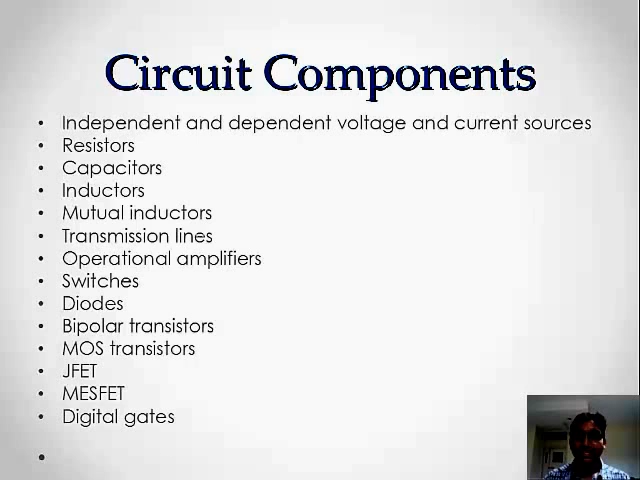 Circuit Components
• Independent and dependent voltage and current sources
• Resistors
• Capacitors
• Inductors
• Mutual inductors
• Transmission lines
• Operational amplifiers
• Switches
• Diodes
• Bipolar transistors
• MOS transistors
• JFET
• MESFET
• Digital gates
•